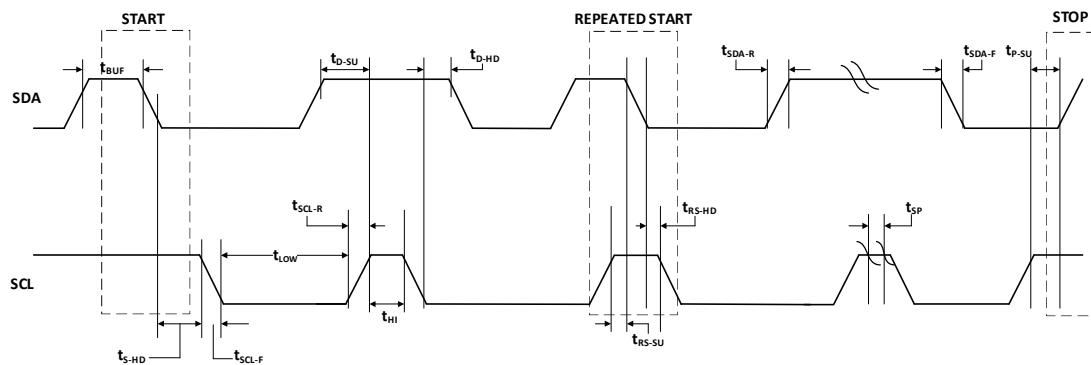 START
REPEATED START
STOP
tBUF
tD-SU
tD-HD
tSDA-R
tSDA-F
tP-SU
SDA
tSCL-R
tRS-HD
tSP
tLOW
SCL
tHI
tS-HD
tSCL-F
tRS-SU